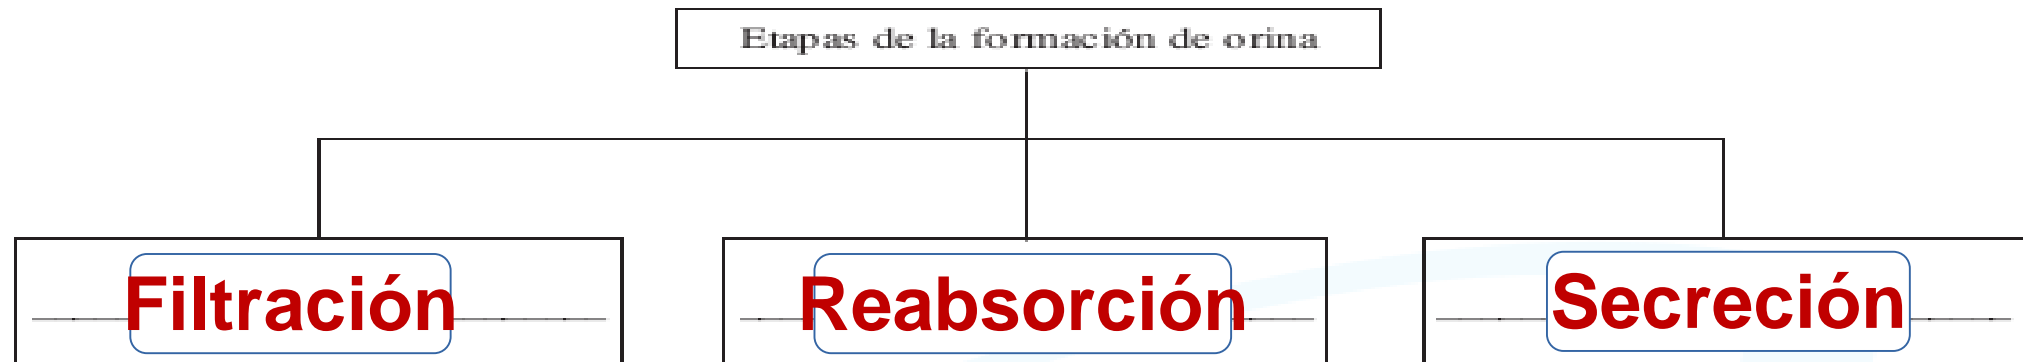 Etapas de la formación de orina
Filtración
Reabsorción
Secreción